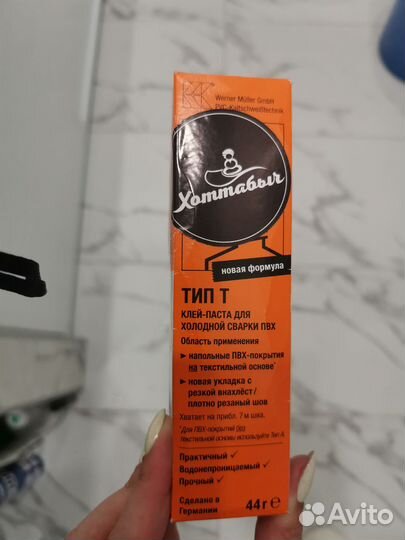 Werner Müller GmbH
PVC-Kaltschweißtechnik
Хоттабыч
новая формула
ТИП Т
КЛЕЙ-ПАСТА ДЛЯ
ХОЛОДНОЙ СВАРКИ ПВХ
Область применения
напольные ПВХ-покрытия
на текстильной основе*
новая укладка с
резкой внахлёст/
плотно резаный шов
Хватает на прибл. 7 м шва.
*Для ПВХ-покрытий без
текстильной основы используйте Тип А.
Практичный ✓
Водонепроницаемый ✓
Прочный ✓
Сделано в
Германии
44 г ℮
Avito